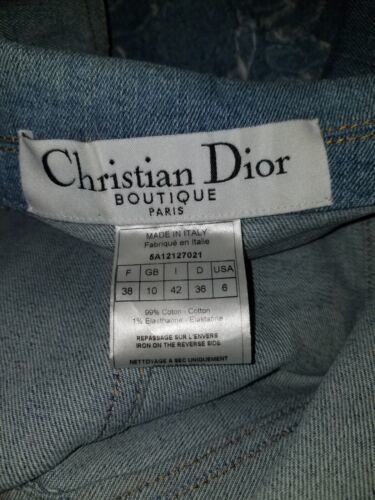 Christian Dior
BOUTIQUE
PARIS
MADE IN ITALY
Fabriqué en Italie
5A12127021
F GB I D USA
38 10 42 36 6
99% Coton - Cotton
1% Elasthanne - Elastanne
REPASSAGE SUR L'ENVERS
IRON ON THE REVERSE SIDE
NETTOYAGE A SEC UNIQUEMENT